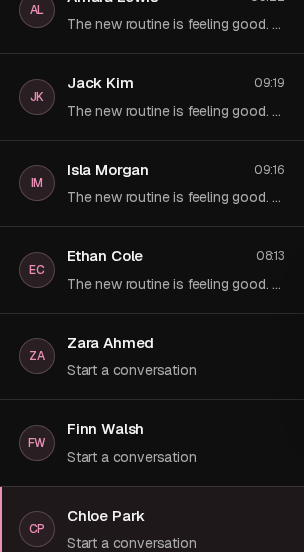 AL
The new routine is feeling good. ...
Jack Kim 09:19
JK
The new routine is feeling good. ...
Isla Morgan 09:16
IM
The new routine is feeling good. ...
Ethan Cole 08:13
EC
The new routine is feeling good. ...
Zara Ahmed
ZA
Start a conversation
Finn Walsh
FW
Start a conversation
Chloe Park
CP
Start a conversation